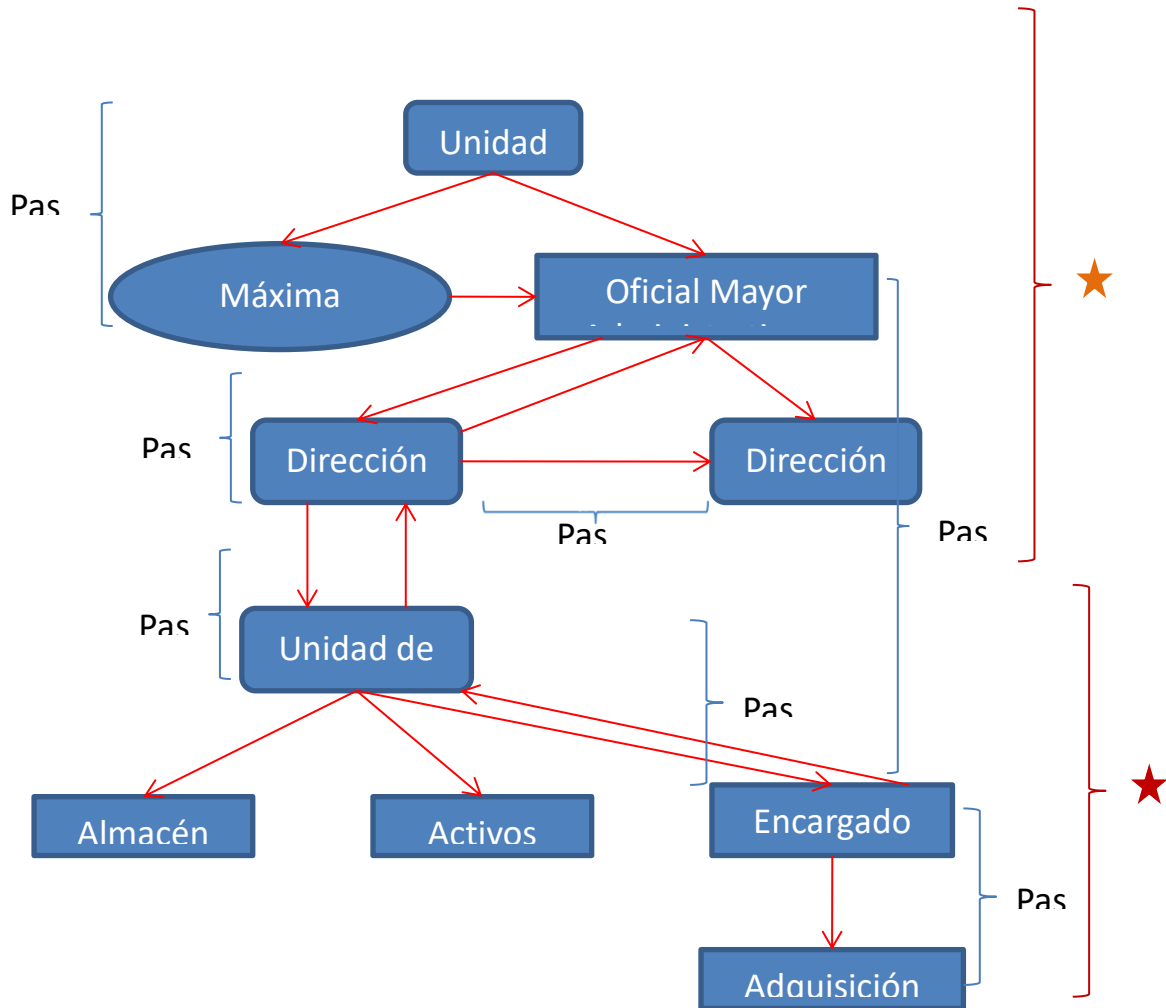 Unidad
Pas
Máxima
Oficial Mayor
Pas
Dirección
Dirección
Pas
Pas
Pas
Unidad de
Pas
Almacén
Activos
Encargado
Pas
Adquisición